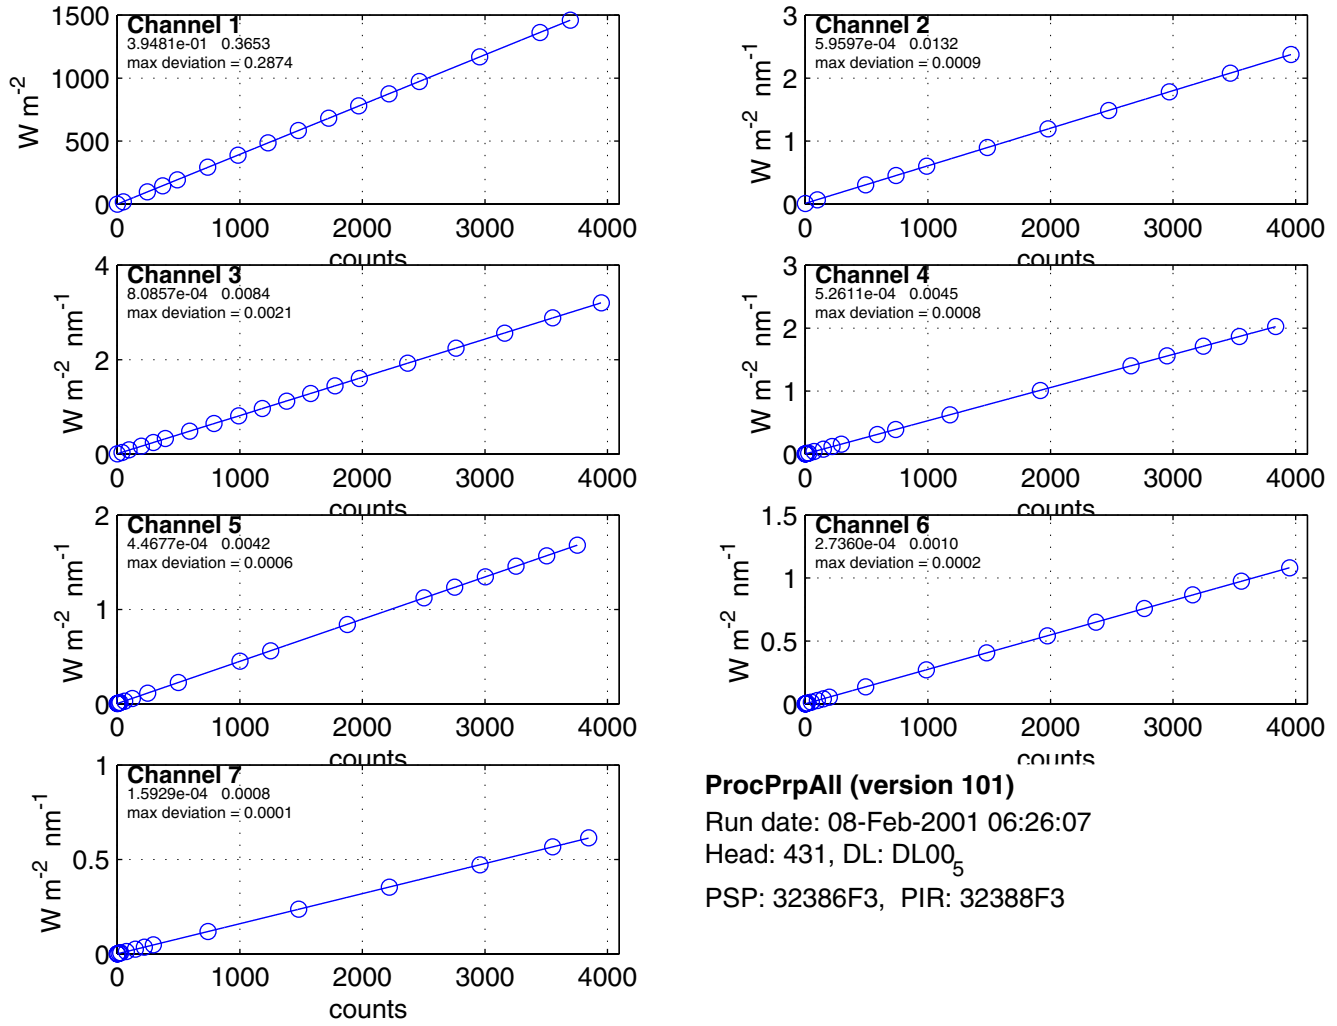 Channel 1
3.9481e-01 0.3653
max deviation = 0.2874
1500
1000
500
0
W m-2
0 1000 2000 3000 4000
counts
Channel 2
5.9597e-04 0.0132
max deviation = 0.0009
3
2
1
0
W m-2 nm-1
0 1000 2000 3000 4000
counts
Channel 3
8.0857e-04 0.0084
max deviation = 0.0021
4
2
0
W m-2 nm-1
0 1000 2000 3000 4000
counts
Channel 4
5.2611e-04 0.0045
max deviation = 0.0008
3
2
1
0
W m-2 nm-1
0 1000 2000 3000 4000
counts
Channel 5
4.4677e-04 0.0042
max deviation = 0.0006
2
1
0
W m-2 nm-1
0 1000 2000 3000 4000
counts
Channel 6
2.7360e-04 0.0010
max deviation = 0.0002
1.5
1
0.5
0
W m-2 nm-1
0 1000 2000 3000 4000
counts
Channel 7
1.5929e-04 0.0008
max deviation = 0.0001
1
0.5
0
W m-2 nm-1
0 1000 2000 3000 4000
counts
ProcPrpAll (version 101)
Run date: 08-Feb-2001 06:26:07
Head: 431, DL: DL005
PSP: 32386F3, PIR: 32388F3